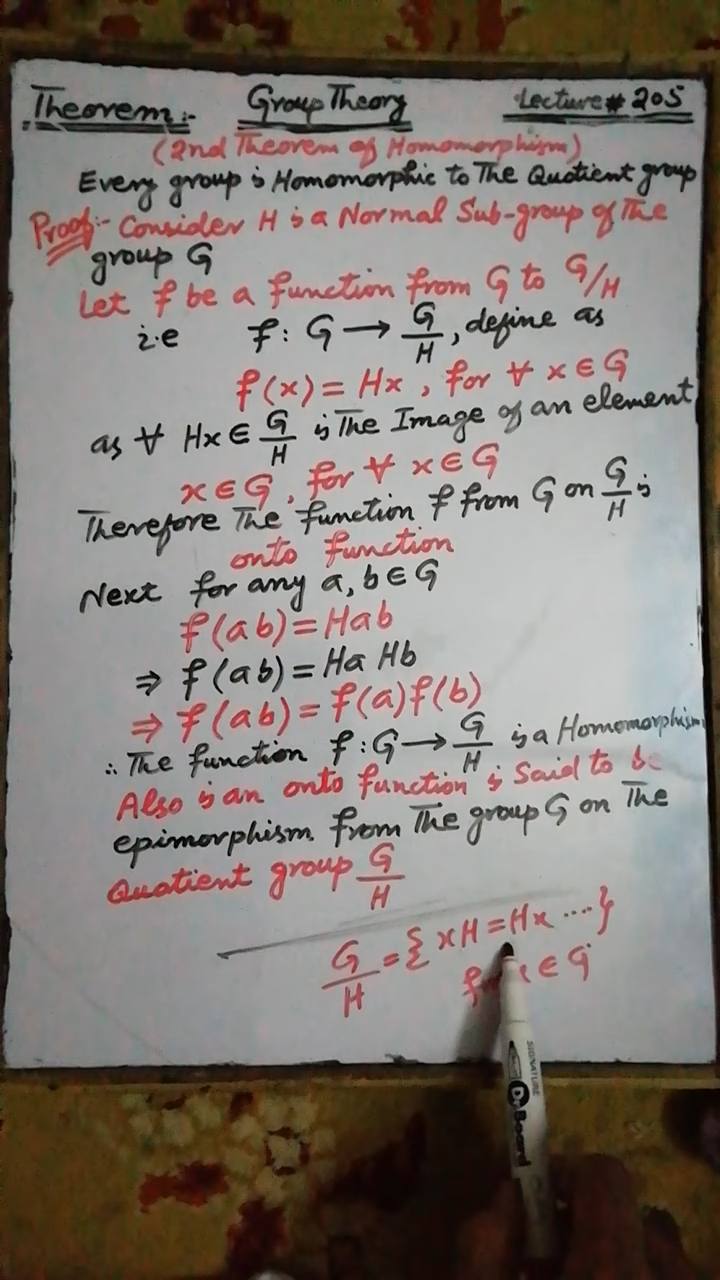 Theorem:- Group Theory Lecture # 205
(2nd Theorem of Homomorphism)
Every group is Homomorphic to The Quotient group
Proof:- Consider H is a Normal Sub-group of The
group G
Let f be a function from G to G/H
i.e f: G → G/H, define as
f(x) = Hx, for ∀ x ∈ G
as ∀ Hx ∈ G/H is The Image of an element
x ∈ G, for ∀ x ∈ G
Therefore The function f from G on G/H is
onto function
Next for any a, b ∈ G
f(ab) = Hab
⇒ f(ab) = Ha Hb
⇒ f(ab) = f(a) f(b)
∴ The function f: G → G/H is a Homomorphism
Also is an onto function is Said to be
epimorphism from The group G on The
Quatient group G/H
G/H = { xH = Hx ....}
∈ G
SIGNATURE
Dr. Board